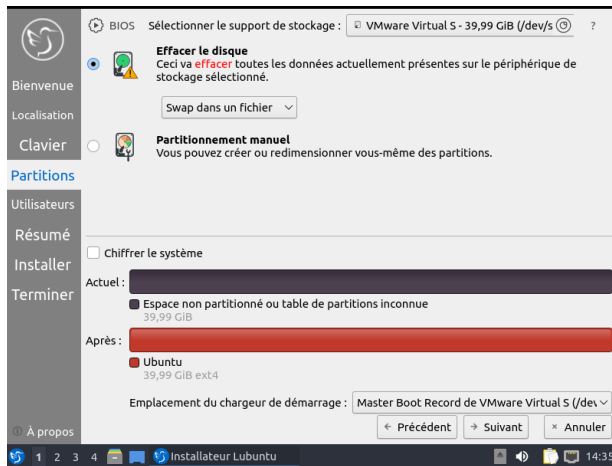 BIOS Sélectionner le support de stockage : VMware Virtual S - 39,99 GiB (/dev/s ?
Effacer le disque
Ceci va effacer toutes les données actuellement présentes sur le périphérique de
stockage sélectionné.
Swap dans un fichier
Partitionnement manuel
Vous pouvez créer ou redimensionner vous-même des partitions.
Bienvenue
Localisation
Clavier
Partitions
Utilisateurs
Résumé
Installer
Terminer
À propos
Chiffrer le système
Actuel :
Espace non partitionné ou table de partitions inconnue
39,99 GiB
Après :
Ubuntu
39,99 GiB ext4
Emplacement du chargeur de démarrage : Master Boot Record de VMware Virtual S (/dev
Précédent Suivant Annuler
1 2 3 4 Installateur Lubuntu 14:35